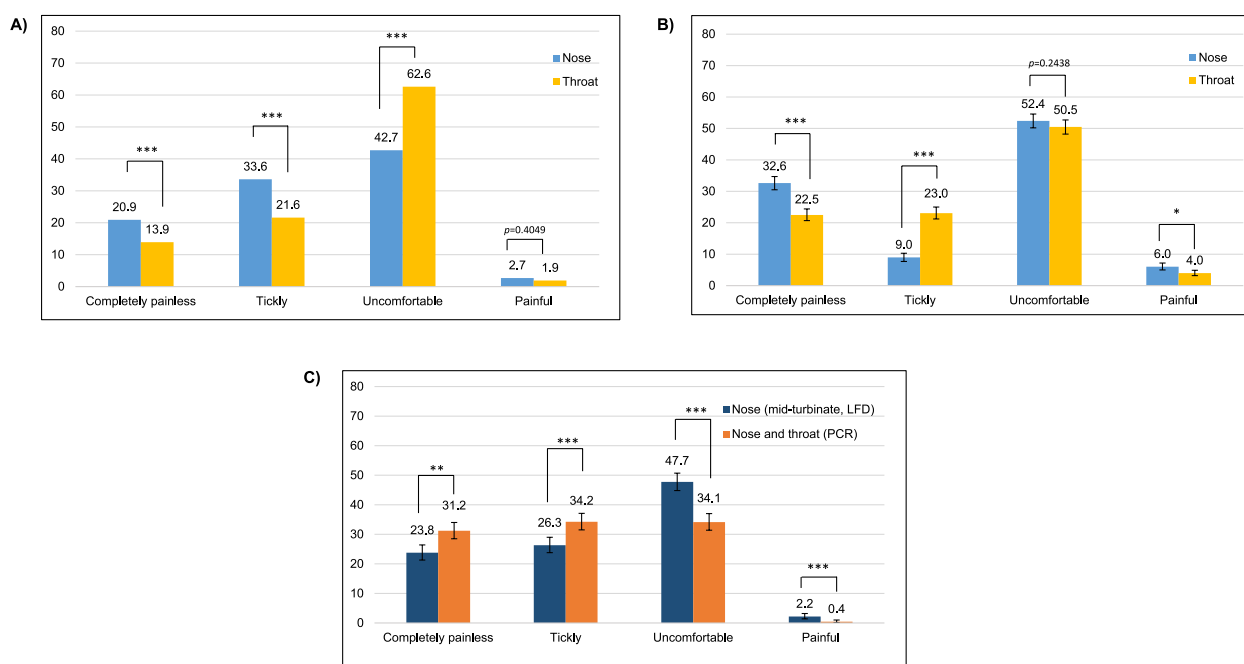 A)
80
70
60
50
40
30
20
10
0
Nose
Throat
***
20.9
13.9
***
33.6
21.6
***
42.7
62.6
p=0.4049
2.7
1.9
Completely painless
Tickly
Uncomfortable
Painful
B)
80
70
60
50
40
30
20
10
0
Nose
Throat
***
32.6
22.5
***
9.0
23.0
p=0.2438
52.4
50.5
*
6.0
4.0
Completely painless
Tickly
Uncomfortable
Painful
C)
80
70
60
50
40
30
20
10
0
Nose (mid-turbinate, LFD)
Nose and throat (PCR)
**
23.8
31.2
***
26.3
34.2
***
47.7
34.1
***
2.2
0.4
Completely painless
Tickly
Uncomfortable
Painful